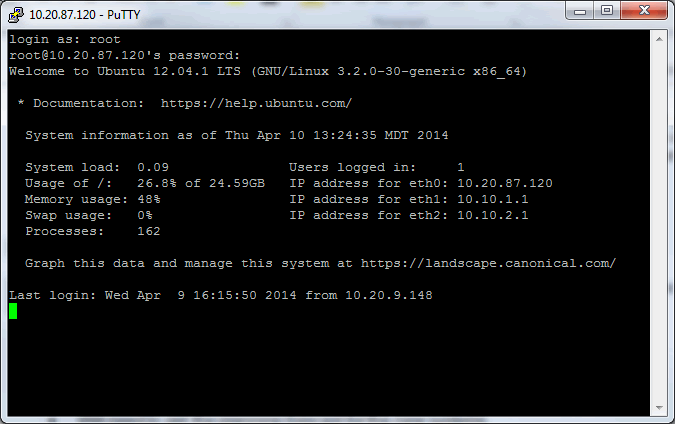 10.20.87.120 - PuTTY
login as: root
root@10.20.87.120's password:
Welcome to Ubuntu 12.04.1 LTS (GNU/Linux 3.2.0-30-generic x86_64)
* Documentation:  https://help.ubuntu.com/
System information as of Thu Apr 10 13:24:35 MDT 2014
System load:  0.09                Users logged in:     1
Usage of /:   26.8% of 24.59GB   IP address for eth0: 10.20.87.120
Memory usage: 48%                 IP address for eth1: 10.10.1.1
Swap usage:   0%                  IP address for eth2: 10.10.2.1
Processes:    162
Graph this data and manage this system at https://landscape.canonical.com/
Last login: Wed Apr  9 16:15:50 2014 from 10.20.9.148